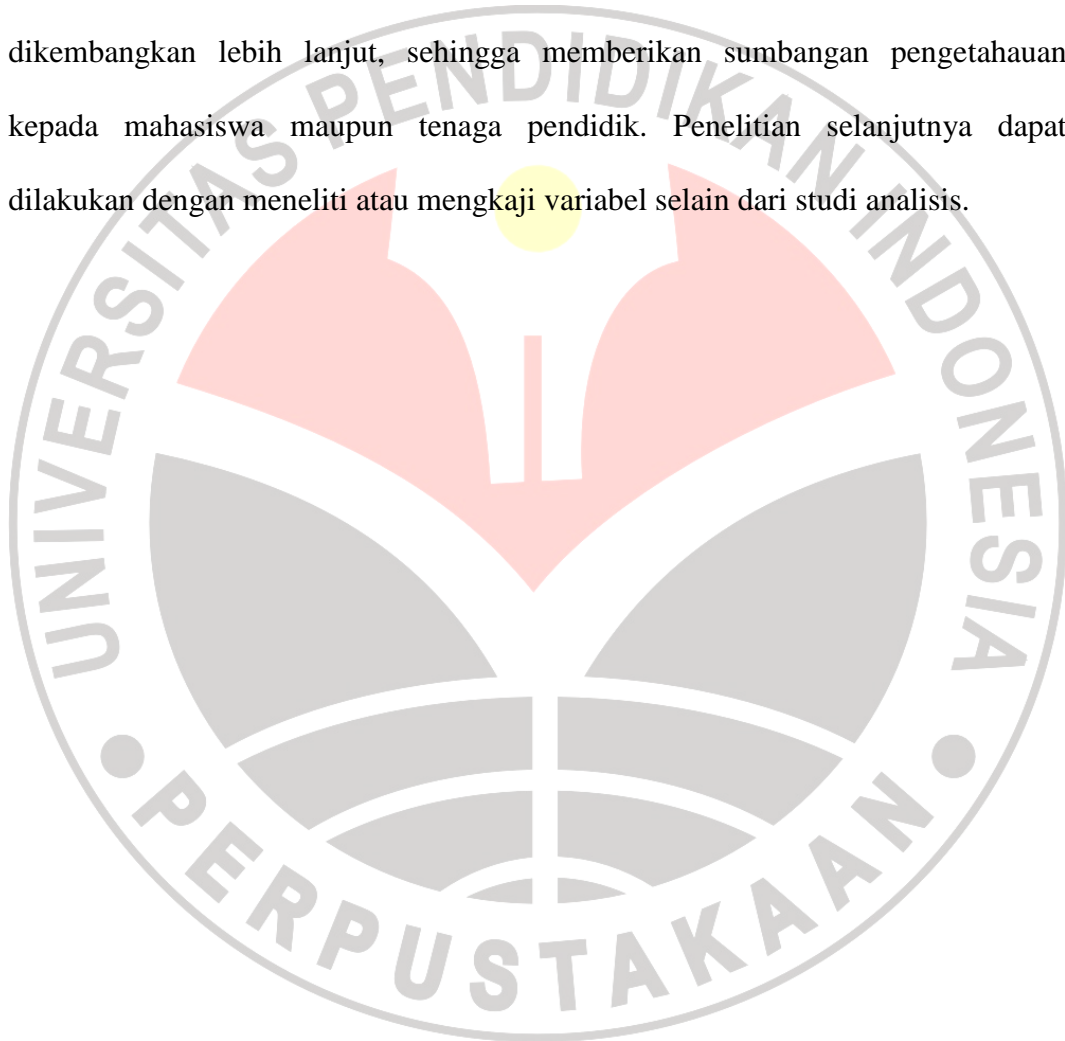 dikembangkan lebih lanjut, sehingga memberikan sumbangan pengetahauan
kepada mahasiswa maupun tenaga pendidik. Penelitian selanjutnya dapat
dilakukan dengan meneliti atau mengkaji variabel selain dari studi analisis.
UNIVERSITAS PENDIDIKAN INDONESIA
PERPUSTAKAAN